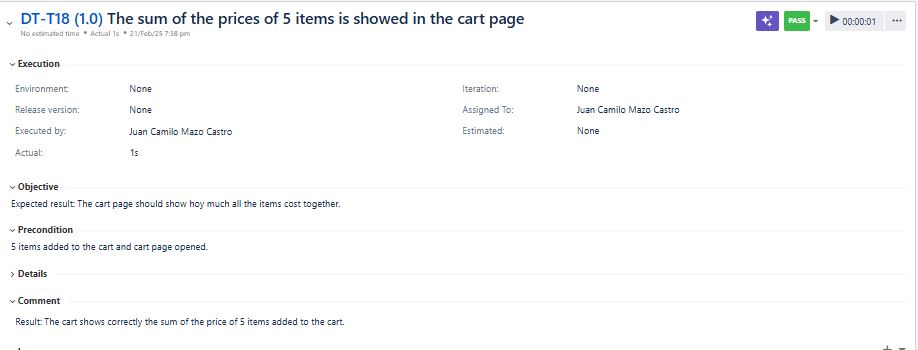 DT-T18 (1.0) The sum of the prices of 5 items is showed in the cart page
No estimated time • Actual 1s • 21/Feb/25 7:38 pm
PASS
00:00:01
Execution
Environment: None
Iteration: None
Release version: None
Assigned To: Juan Camilo Mazo Castro
Executed by: Juan Camilo Mazo Castro
Estimated: None
Actual: 1s
Objective
Expected result: The cart page should show hoy much all the items cost together.
Precondition
5 items added to the cart and cart page opened.
Details
Comment
Result: The cart shows correctly the sum of the price of 5 items added to the cart.